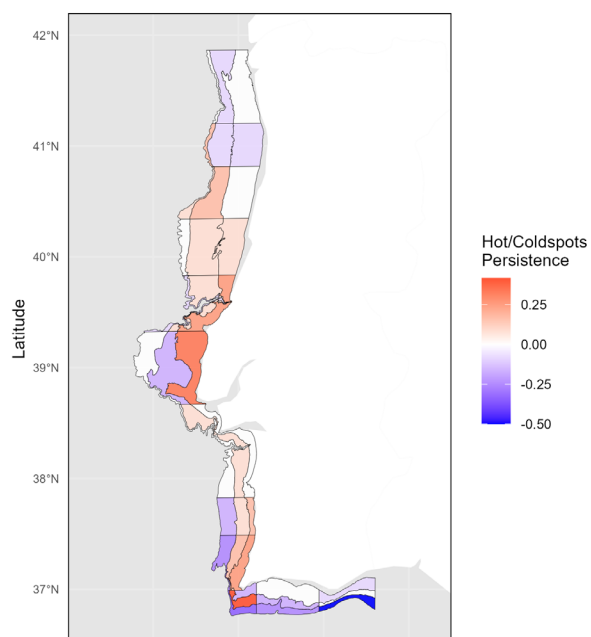 42°N
41°N
40°N
39°N
38°N
37°N
Latitude
Hot/Coldspots
Persistence
0.25
0.00
-0.25
-0.50